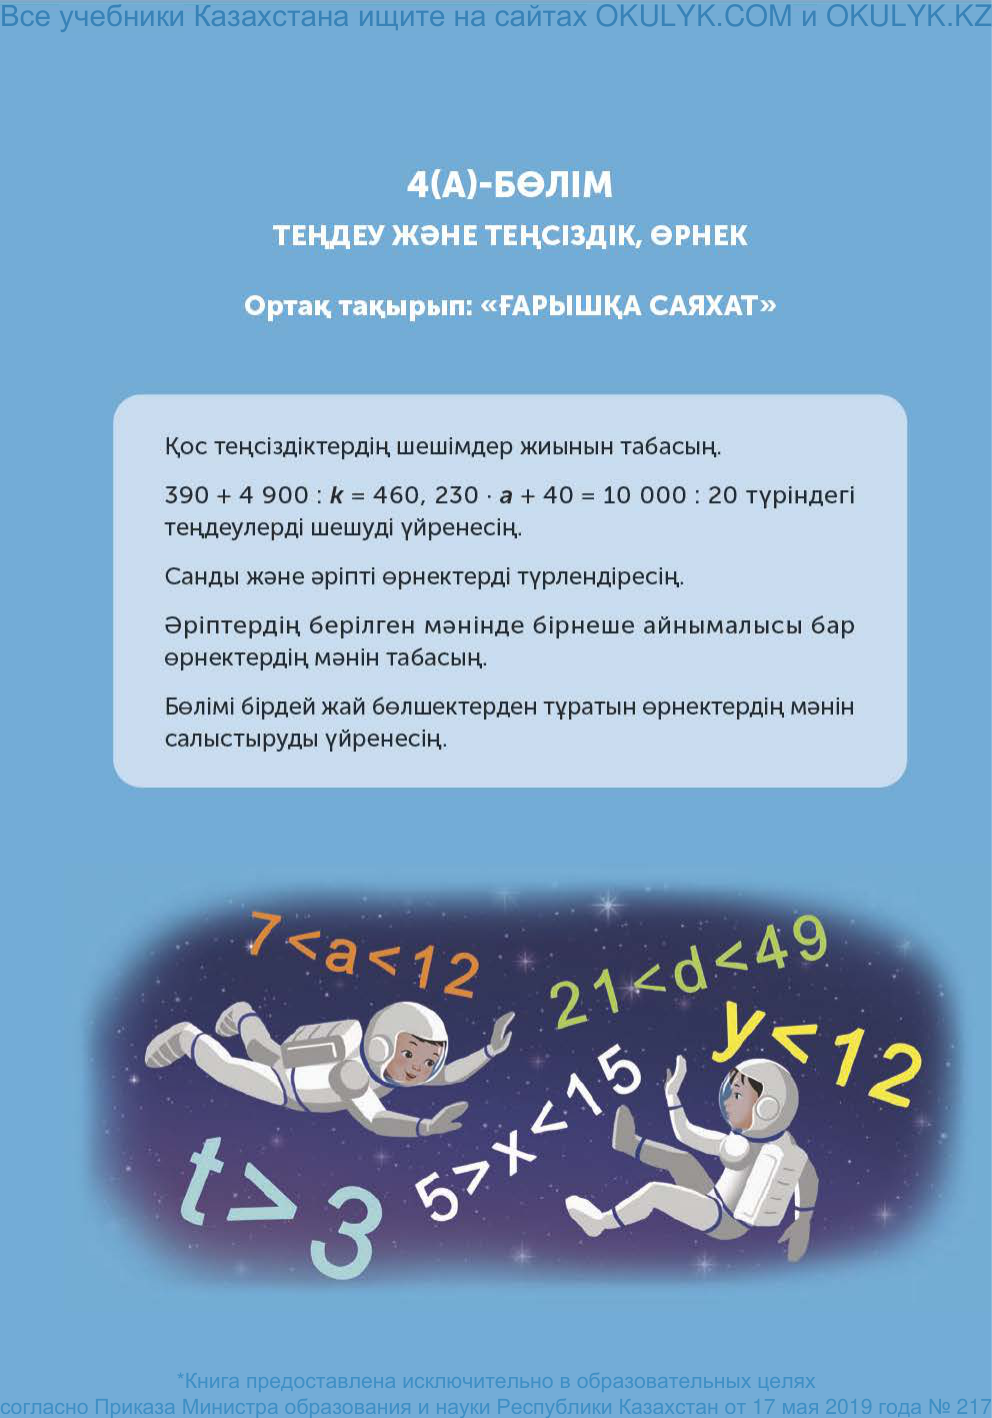 Все учебники Казахстана ищите на сайтах OKULYK.COM и OKULYK.KZ
4(А)-БӨЛІМ
ТЕҢДЕУ ЖӘНЕ ТЕҢСІЗДІК, ӨРНЕК
Ортақ тақырып: «ҒАРЫШҚА САЯХАТ»
Қос теңсіздіктердің шешімдер жиынын табасың.
390 + 4 900 : k = 460, 230 · a + 40 = 10 000 : 20 түріндегі
теңдеулерді шешуді үйренесің.
Санды және әріпті өрнектерді түрлендіресің.
Әріптердің берілген мәнінде бірнеше айнымалысы бар
өрнектердің мәнін табасың.
Бөлімі бірдей жай бөлшектерден тұратын өрнектердің мәнін
салыстыруды үйренесің.
7<a<12
21<d<49
y<12
5>x<15
t>3
*Книга предоставлена исключительно в образовательных целях
согласно Приказа Министра образования и науки Республики Казахстан от 17 мая 2019 года № 217